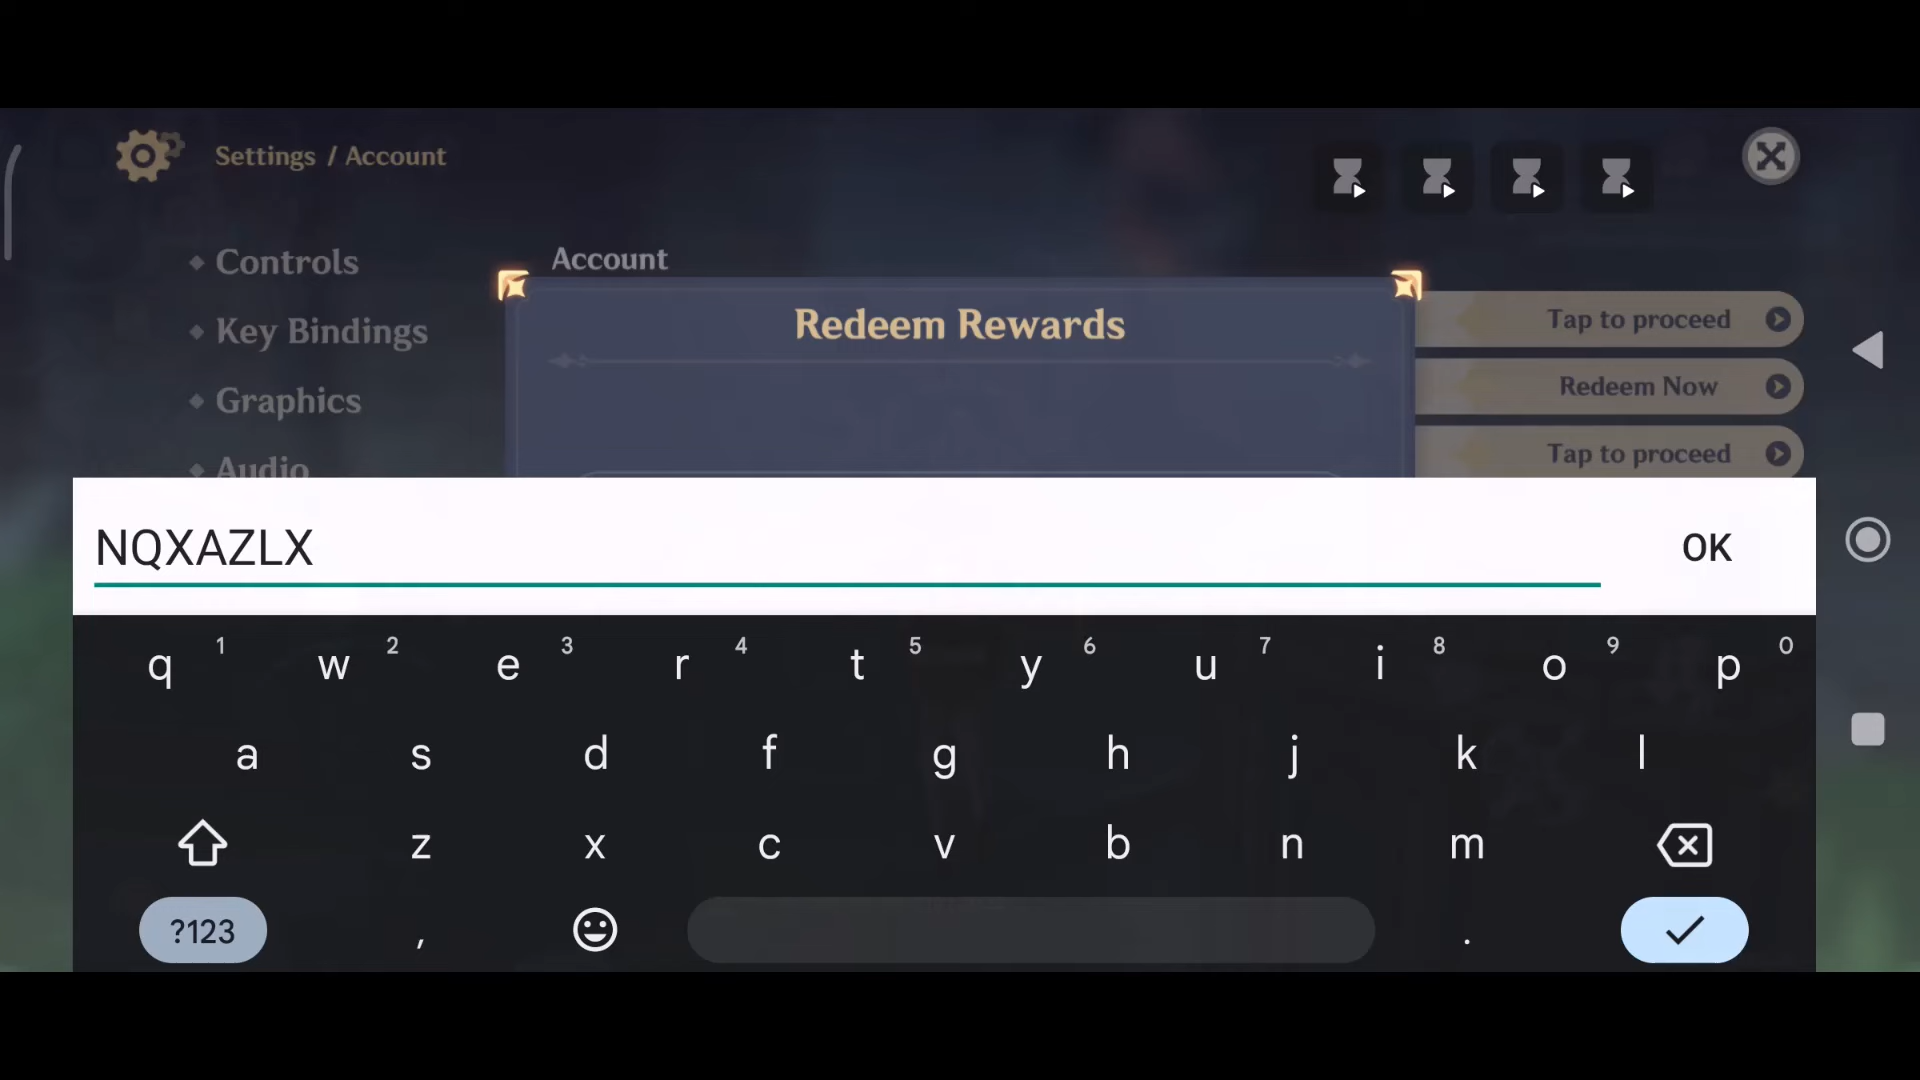 Settings / Account
Controls
Account
Key Bindings
Redeem Rewards
Tap to proceed
Graphics
Redeem Now
Audio
Tap to proceed
NQXAZLX
OK
q 1 w 2 e 3 r 4 t 5 y 6 u 7 i 8 o 9 p 0
a s d f g h j k l
z x c v b n m
?123 , .